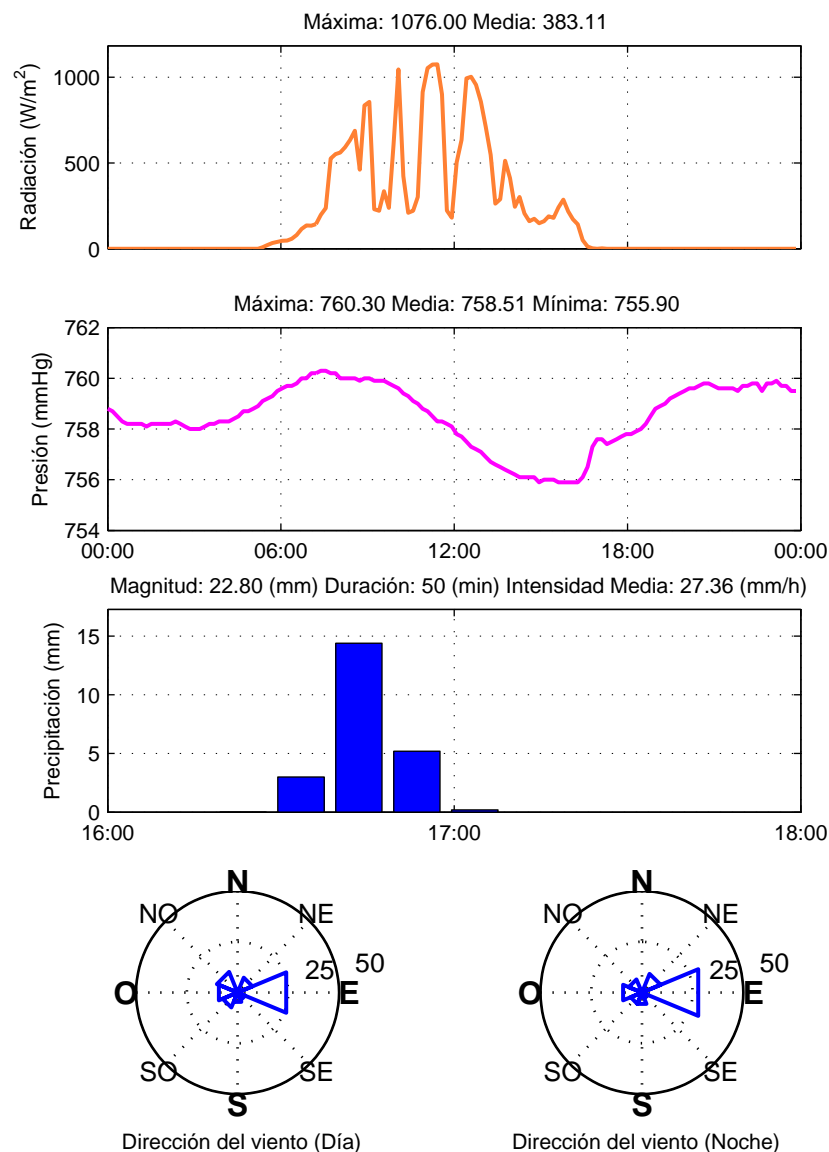 Máxima: 1076.00 Media: 383.11
Radiación (W/m²)
1000
500
0
Máxima: 760.30 Media: 758.51 Mínima: 755.90
Presión (mmHg)
762
760
758
756
754
00:00 06:00 12:00 18:00 00:00
Magnitud: 22.80 (mm) Duración: 50 (min) Intensidad Media: 27.36 (mm/h)
Precipitación (mm)
15
10
5
0
16:00 17:00 18:00
N
NO NE
25 50
O E
SO SE
S
Dirección del viento (Día)
N
NO NE
25 50
O E
SO SE
S
Dirección del viento (Noche)